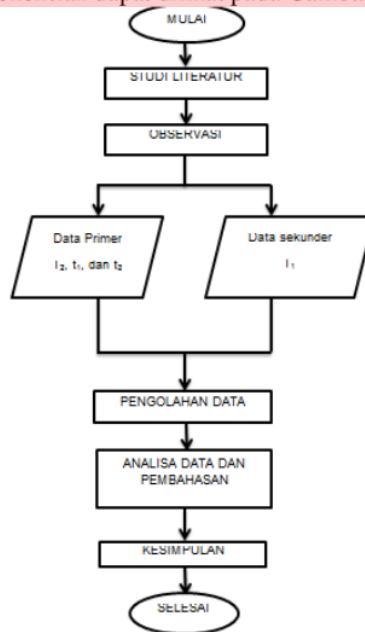 MULAI
STUDI LITERATUR
OBSERVASI
Data Primer
I₂, t₁, dan t₂
Data sekunder
I₁
PENGOLAHAN DATA
ANALISA DATA DAN
PEMBAHASAN
KESIMPULAN
SELESAI